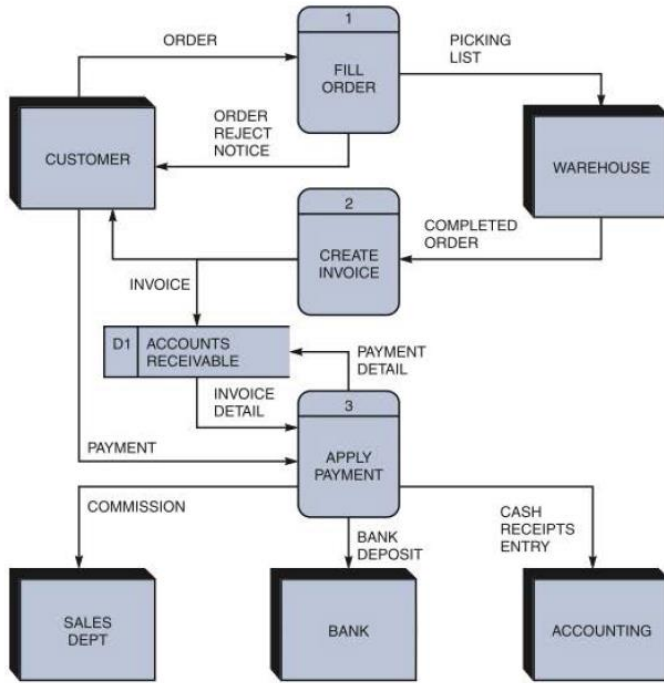 1
ORDER
PICKING
LIST
FILL
ORDER
ORDER
REJECT
NOTICE
CUSTOMER
WAREHOUSE
2
COMPLETED
ORDER
CREATE
INVOICE
INVOICE
D1
ACCOUNTS
RECEIVABLE
PAYMENT
DETAIL
INVOICE
DETAIL
3
PAYMENT
APPLY
PAYMENT
COMMISSION
CASH
RECEIPTS
ENTRY
BANK
DEPOSIT
SALES
DEPT
BANK
ACCOUNTING